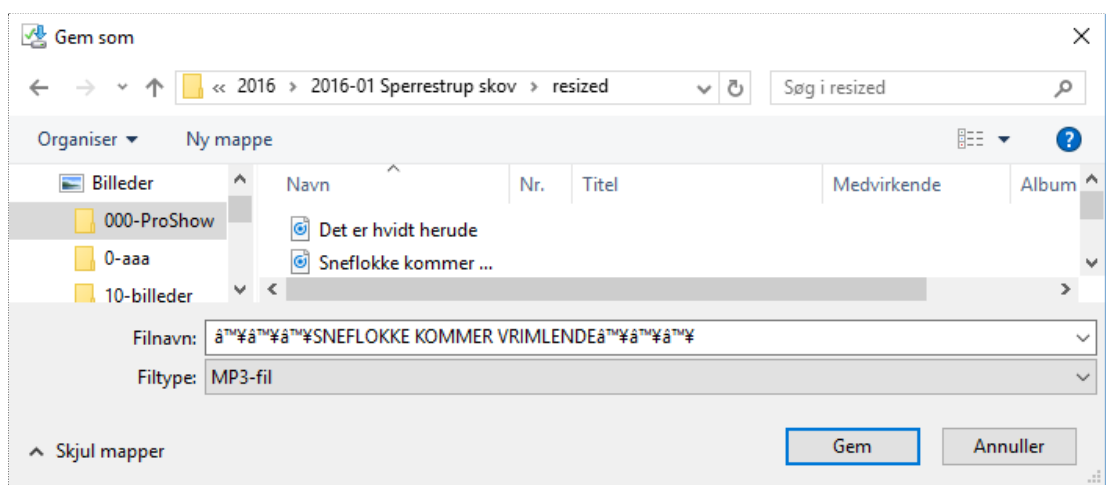 Gem som
« 2016 > 2016-01 Sperrestrup skov > resized
Søg i resized
Organiser Ny mappe
?
Billeder
000-ProShow
0-aaa
10-billeder
Navn Nr. Titel Medvirkende Album
Det er hvidt herude
Sneflokke kommer ...
Filnavn: â™¥â™¥â™¥SNEFLOKKE KOMMER VRIMLENDEâ™¥â™¥â™¥
Filtype: MP3-fil
Skjul mapper
Gem Annuller